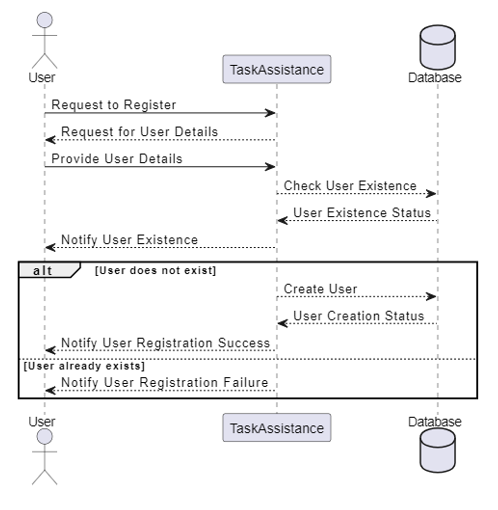 User
TaskAssistance
Database
Request to Register
Request for User Details
Provide User Details
Check User Existence
User Existence Status
Notify User Existence
alt [User does not exist]
Create User
User Creation Status
Notify User Registration Success
[User already exists]
Notify User Registration Failure
User
TaskAssistance
Database